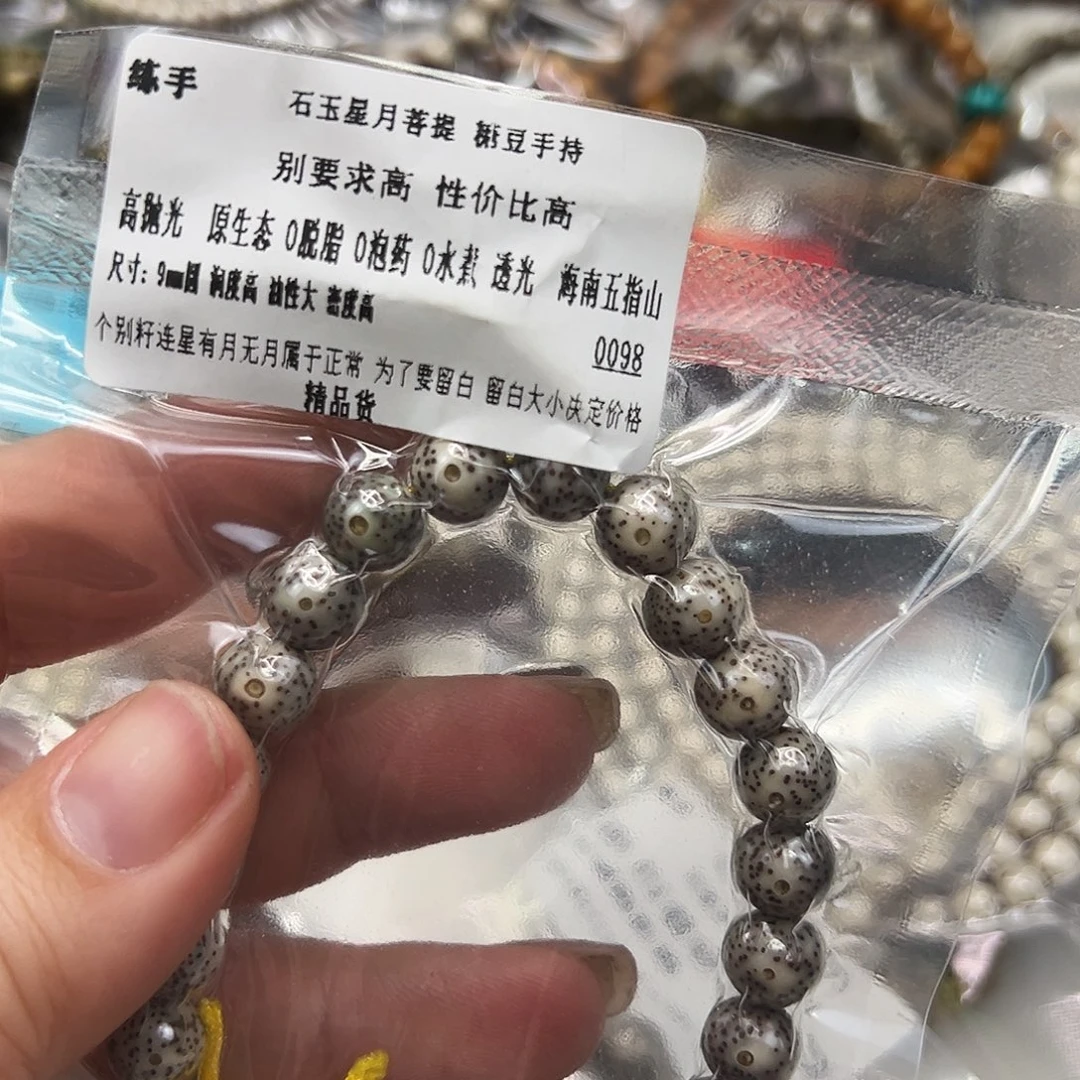 练手
石玉星月菩提 糖豆手持
别要求高 性价比高
高抛光 原生态 0脱脂 0泡药 0水煮 透光 海南五指山
尺寸: 9mm圆 润度高 油性大 密度高
0098
个别籽连星有月无月属于正常 为了要留白 留白大小决定价格
精品货